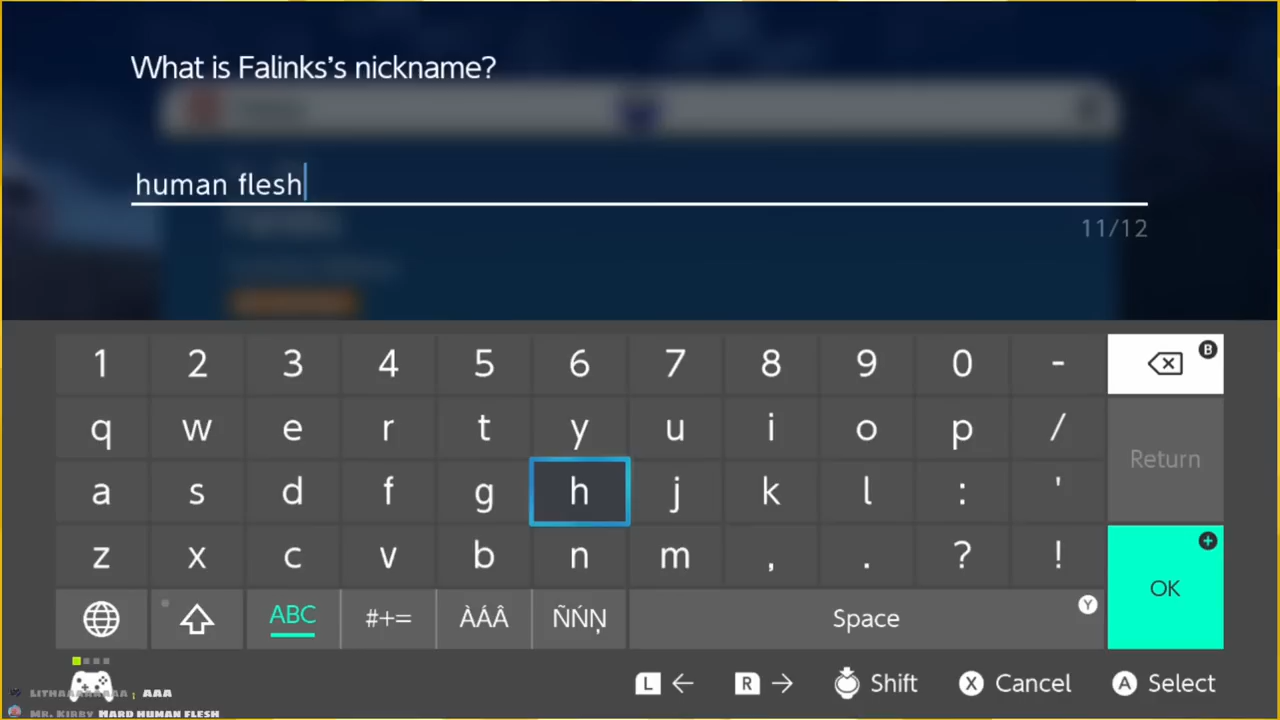 What is Falinks's nickname?
human flesh
11/12
1 2 3 4 5 6 7 8 9 0 - B
q w e r t y u i o p /
Return
a s d f g h j k l : '
z x c v b n m , . ? ! +
OK
ABC #+= ÀÁÂ ÑŃṆ Space Y
L ← R → Shift X Cancel A Select
AAA
Mr. Kirby Hard human flesh